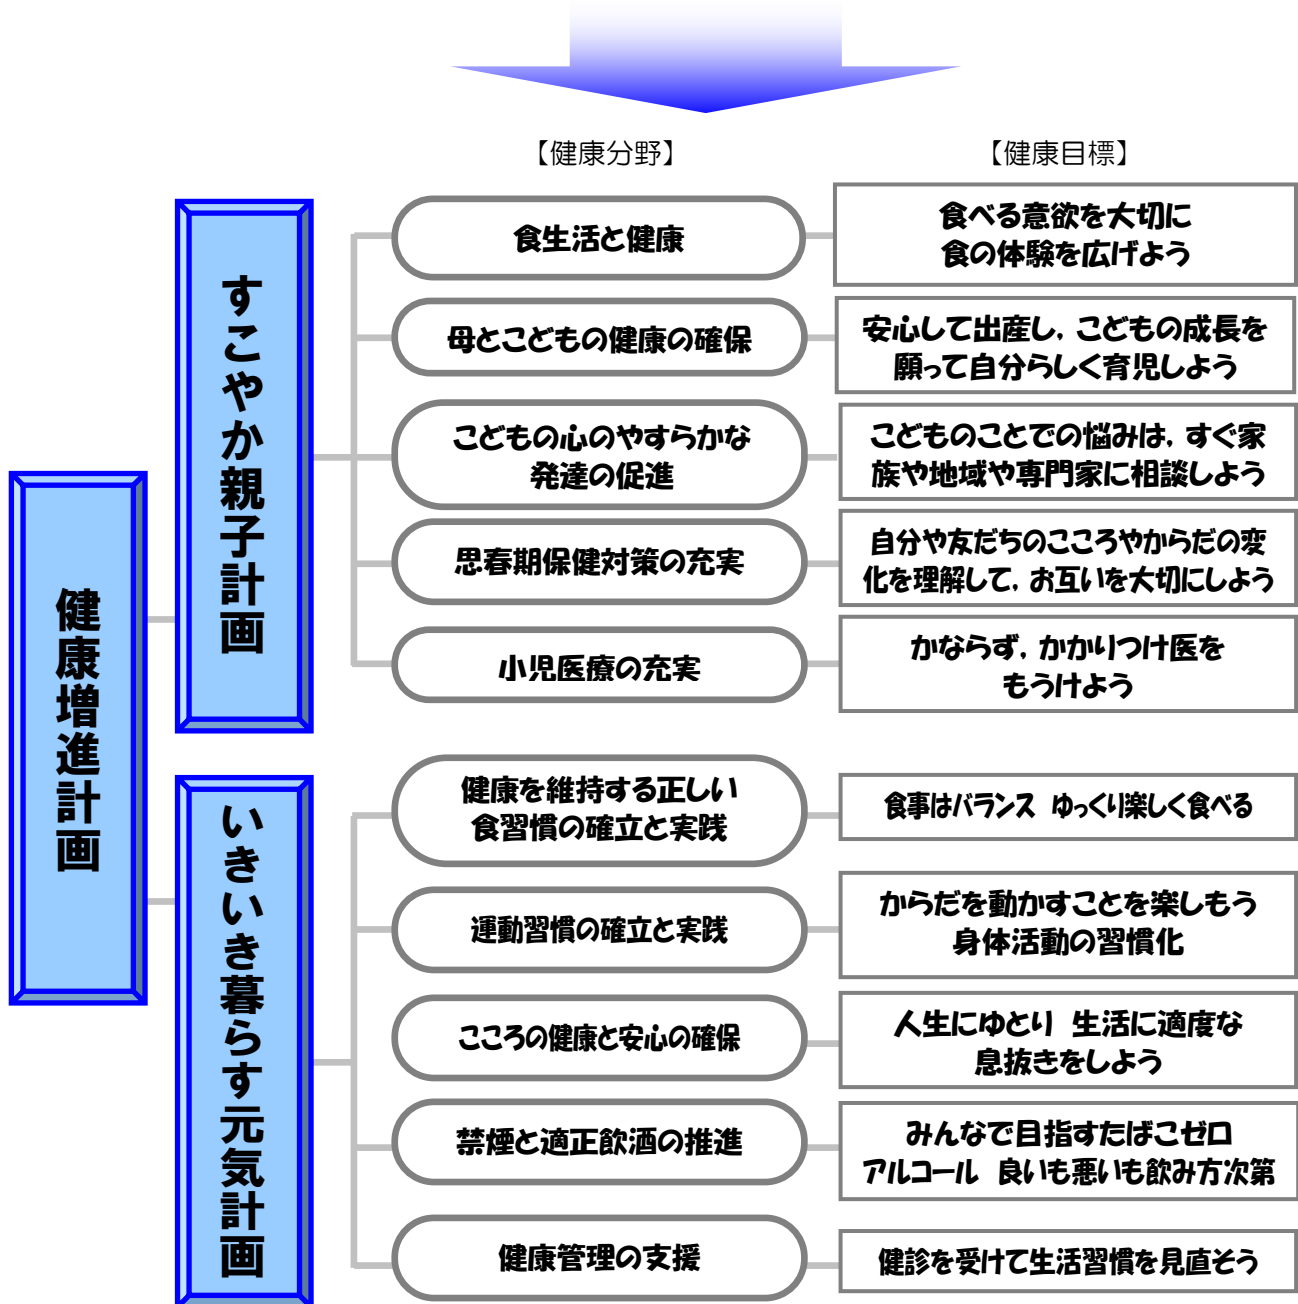 【健康分野】
【健康目標】
健康増進計画
すこやか親子計画
食生活と健康
食べる意欲を大切に
食の体験を広げよう
母とこどもの健康の確保
安心して出産し,こどもの成長を
願って自分らしく育児しよう
こどもの心のやすらかな
発達の促進
こどものことでの悩みは,すぐ家
族や地域や専門家に相談しよう
思春期保健対策の充実
自分や友だちのこころやからだの変
化を理解して,お互いを大切にしよう
小児医療の充実
かならず,かかりつけ医を
もうけよう
いきいき暮らす元気計画
健康を維持する正しい
食習慣の確立と実践
食事はバランス ゆっくり楽しく食べる
運動習慣の確立と実践
からだを動かすことを楽しもう
身体活動の習慣化
こころの健康と安心の確保
人生にゆとり 生活に適度な
息抜きをしよう
禁煙と適正飲酒の推進
みんなで目指すたばこゼロ
アルコール 良いも悪いも飲み方次第
健康管理の支援
健診を受けて生活習慣を見直そう